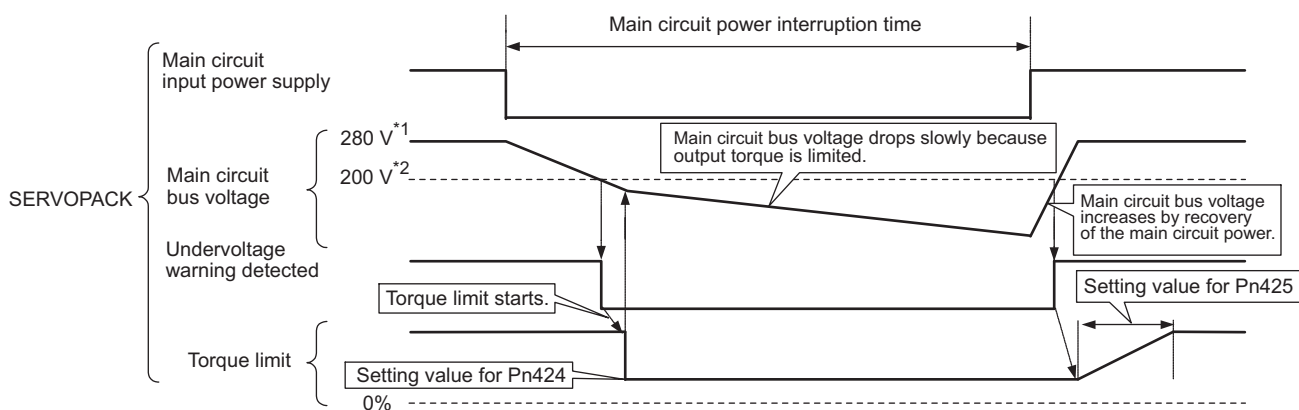 Main circuit power interruption time
Main circuit
input power supply
280 V*1
Main circuit bus voltage drops slowly because
output torque is limited.
200 V*2
Main circuit
bus voltage
SERVOPACK
Main circuit bus voltage
increases by recovery
of the main circuit power.
Undervoltage
warning detected
Torque limit starts.
Setting value for Pn425
Torque limit
Setting value for Pn424
0%